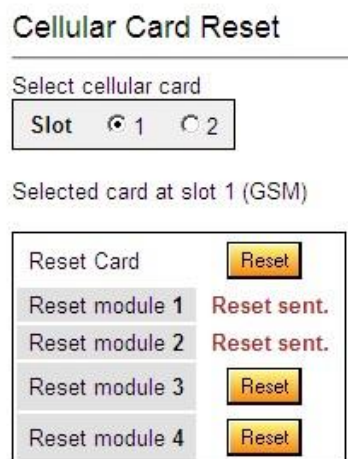 Cellular Card Reset
Select cellular card
Slot 1 2
Selected card at slot 1 (GSM)
Reset Card Reset
Reset module 1 Reset sent.
Reset module 2 Reset sent.
Reset module 3 Reset
Reset module 4 Reset